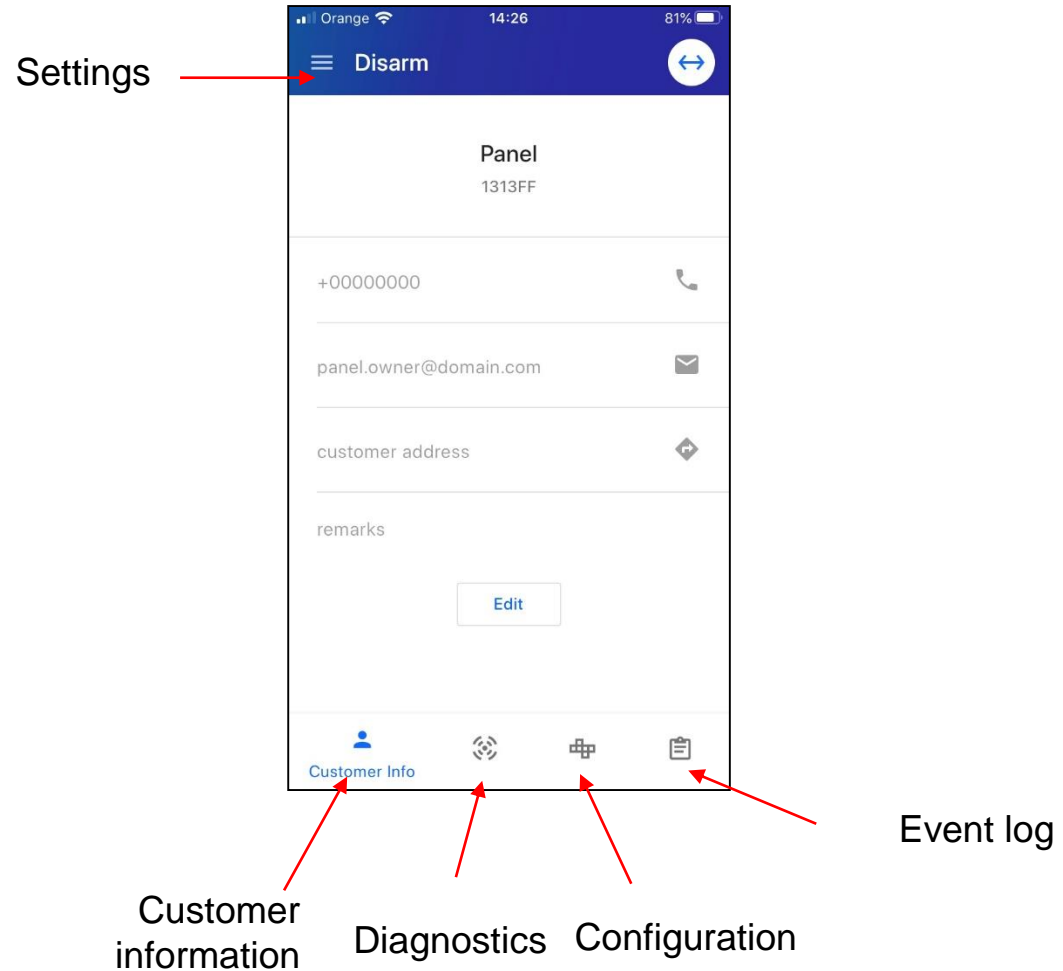 Orange 14:26 81%
Settings
Disarm
Panel
1313FF
+00000000
panel.owner@domain.com
customer address
remarks
Edit
Customer Info
Event log
Customer
information
Diagnostics
Configuration